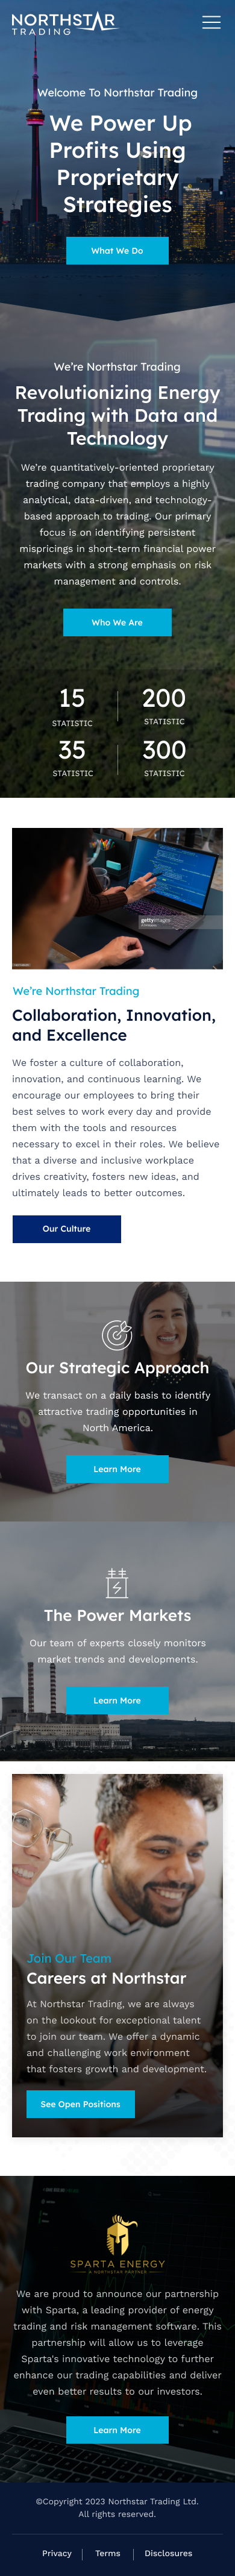 NORTHSTAR
TRADING
Welcome To Northstar Trading
We Power Up
Profits Using
Proprietary
Strategies
What We Do
We're Northstar Trading
Revolutionizing Energy
Trading with Data and
Technology
We're quantitatively-oriented proprietary
trading company that employs a highly
analytical, data-driven, and technology-
based approach to trading. Our primary
focus is on identifying persistent
mispricings in short-term financial power
markets with a strong emphasis on risk
management and controls.
Who We Are
15
STATISTIC
200
STATISTIC
35
STATISTIC
300
STATISTIC
gettyimages
We're Northstar Trading
Collaboration, Innovation,
and Excellence
We foster a culture of collaboration,
innovation, and continuous learning. We
encourage our employees to bring their
best selves to work every day and provide
them with the tools and resources
necessary to excel in their roles. We believe
that a diverse and inclusive workplace
drives creativity, fosters new ideas, and
ultimately leads to better outcomes.
Our Culture
Our Strategic Approach
We transact on a daily basis to identify
attractive trading opportunities in
North America.
Learn More
The Power Markets
Our team of experts closely monitors
market trends and developments.
Learn More
Join Our Team
Careers at Northstar
At Northstar Trading, we are always
on the lookout for exceptional talent
to join our team. We offer a dynamic
and challenging work environment
that fosters growth and development.
See Open Positions
SPARTA ENERGY
A NORTHSTAR PARTNER
We are proud to announce our partnership
with Sparta, a leading provider of energy
trading and risk management software. This
partnership will allow us to leverage
Sparta's innovative technology to further
enhance our trading capabilities and deliver
even better results to our investors.
Learn More
©Copyright 2023 Northstar Trading Ltd.
All rights reserved.
Privacy
Terms
Disclosures